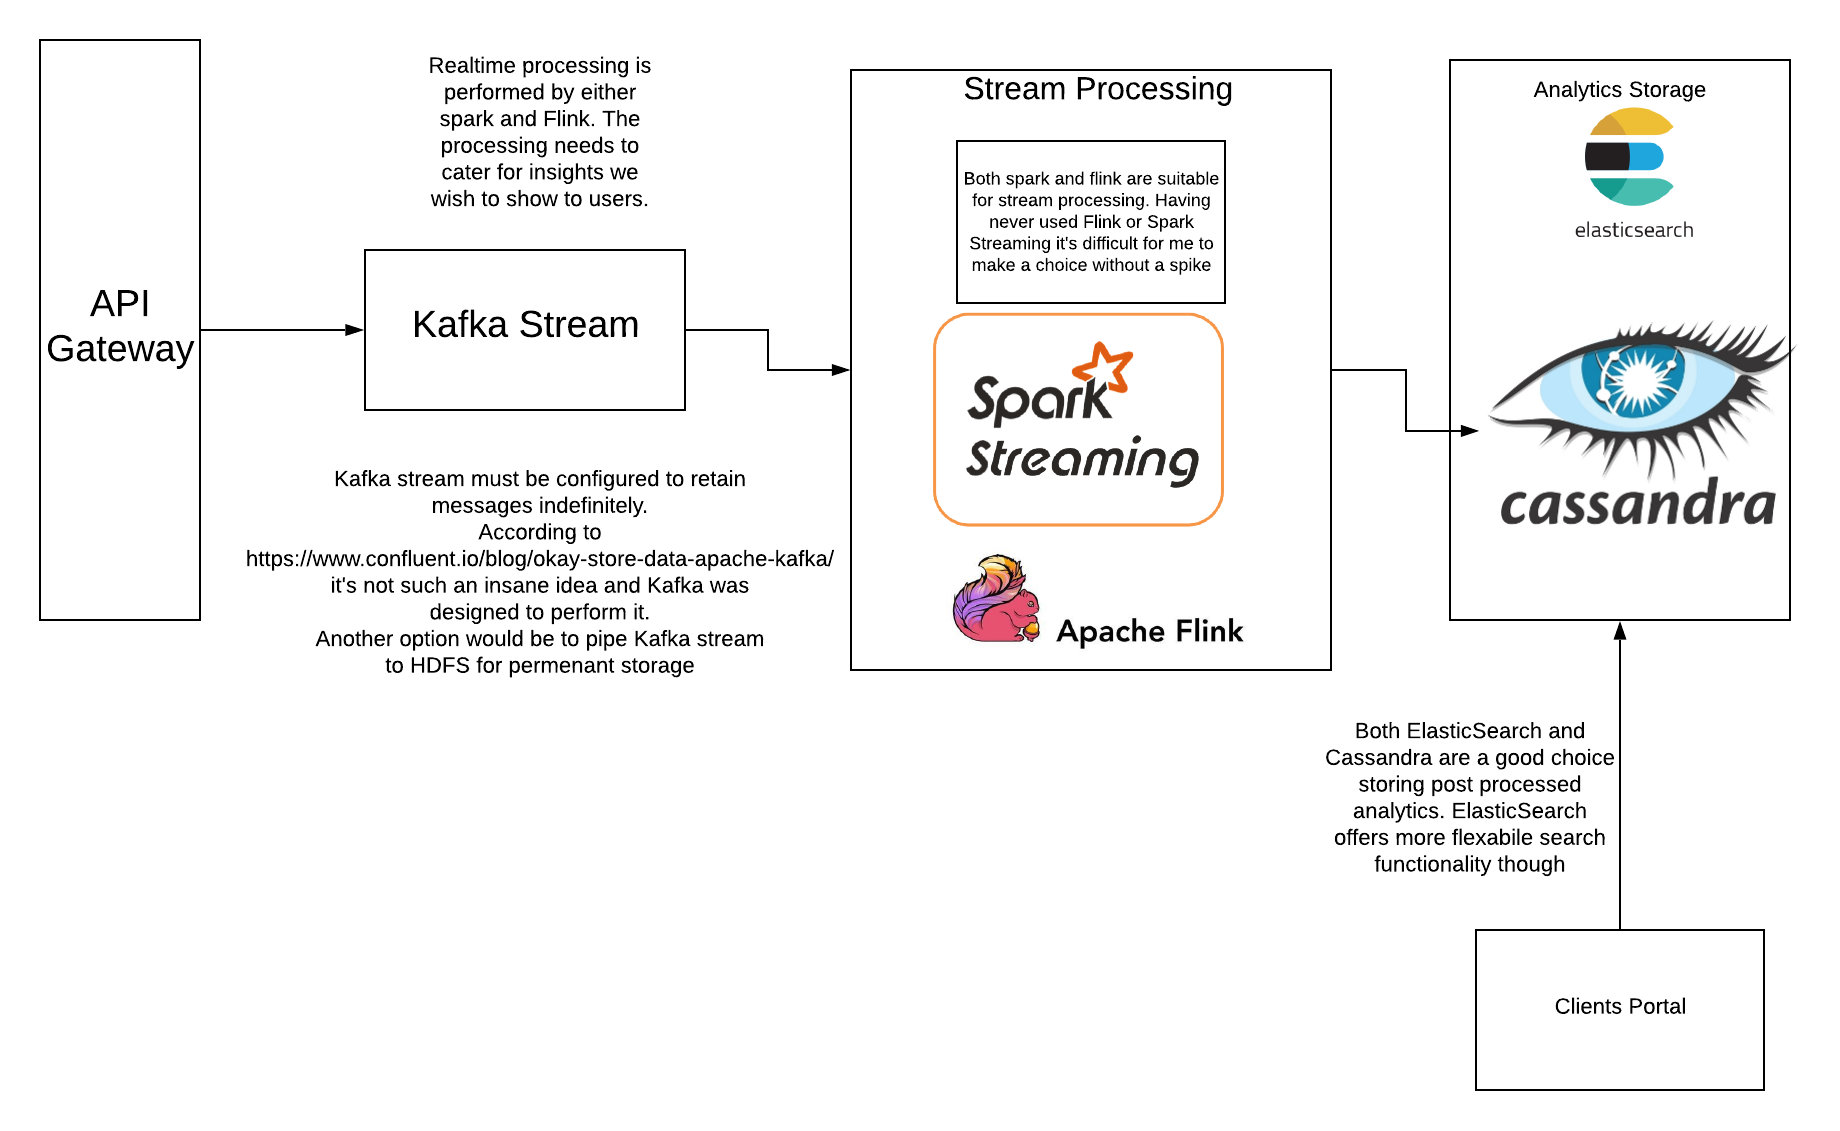 API
Gateway
Realtime processing is
performed by either
spark and Flink. The
processing needs to
cater for insights we
wish to show to users.
Kafka Stream
Kafka stream must be configured to retain
messages indefinitely.
According to
https://www.confluent.io/blog/okay-store-data-apache-kafka/
it's not such an insane idea and Kafka was
designed to perform it.
Another option would be to pipe Kafka stream
to HDFS for permenant storage
Stream Processing
Both spark and flink are suitable
for stream processing. Having
never used Flink or Spark
Streaming it's difficult for me to
make a choice without a spike
Spark
Streaming
Apache Flink
Analytics Storage
elasticsearch
cassandra
Both ElasticSearch and
Cassandra are a good choice
storing post processed
analytics. ElasticSearch
offers more flexabile search
functionality though
Clients Portal